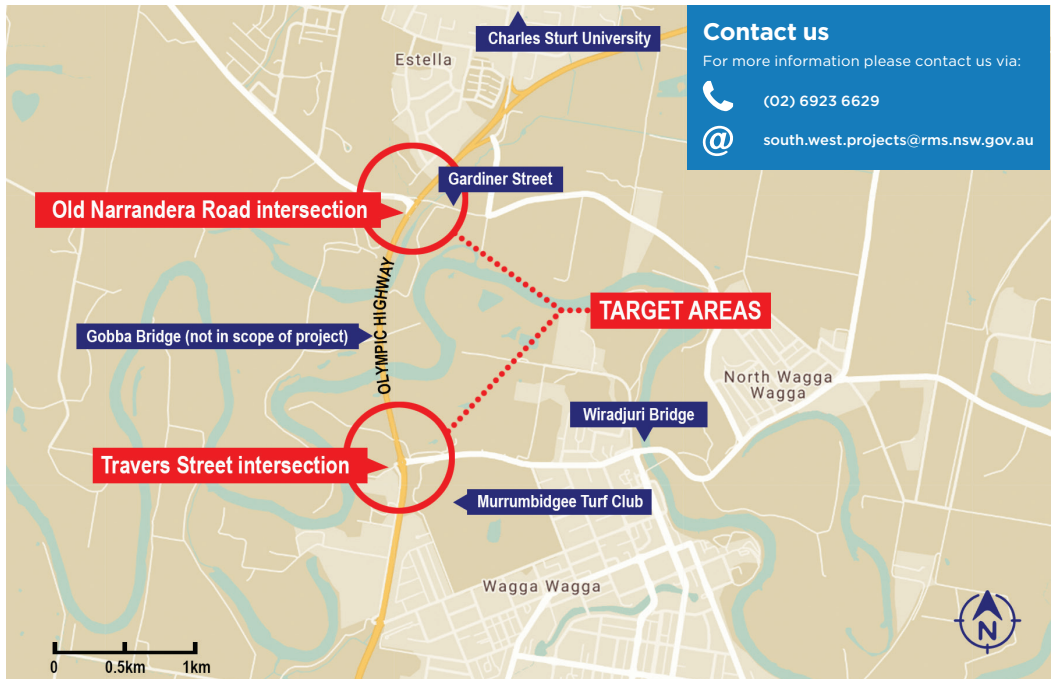 Charles Sturt University
Estella
Contact us
For more information please contact us via:
(02) 6923 6629
@
south.west.projects@rms.nsw.gov.au
Gardiner Street
Old Narrandera Road intersection
OLYMPIC HIGHWAY
TARGET AREAS
Gobba Bridge (not in scope of project)
North Wagga
Wagga
Wiradjuri Bridge
Travers Street intersection
Murrumbidgee Turf Club
Wagga Wagga
N
0 0.5km 1km